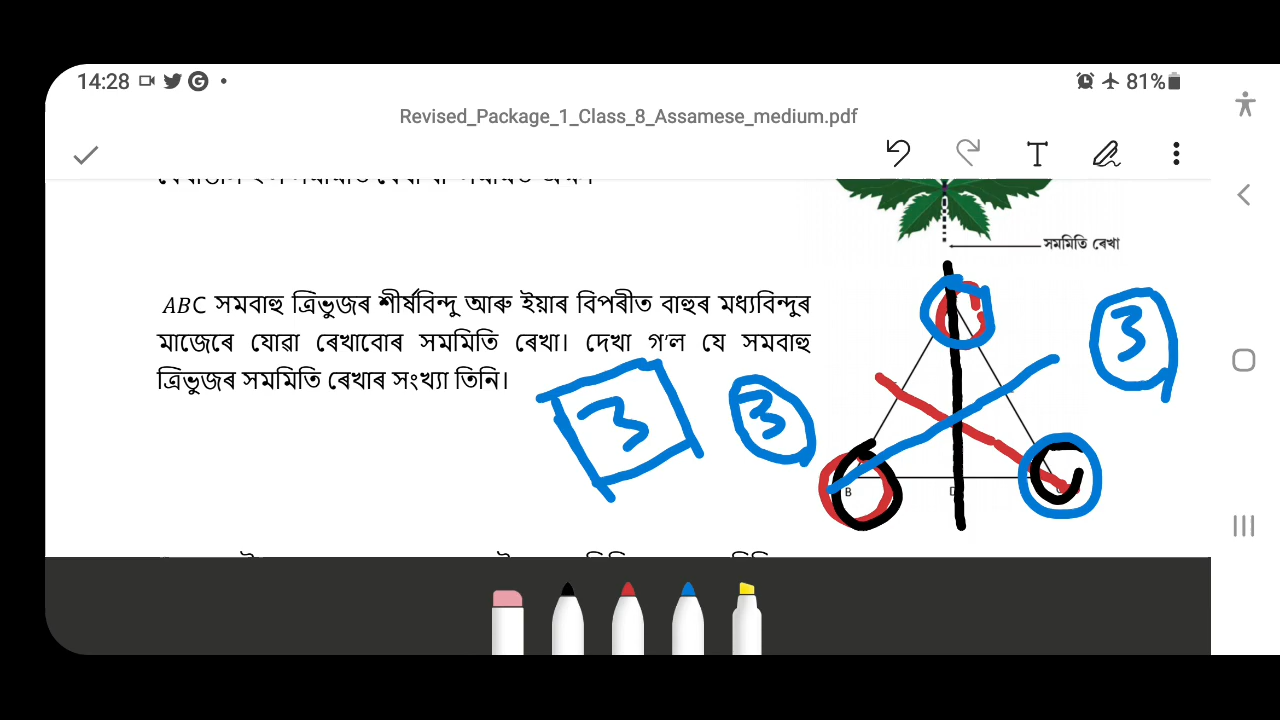 14:28
81%
Revised_Package_1_Class_8_Assamese_medium.pdf
T
সমমিতি ৰেখা
ABC সমবাহু ত্ৰিভুজৰ শীৰ্ষবিন্দু আৰু ইয়াৰ বিপৰীত বাহুৰ মধ্যবিন্দুৰ
মাজেৰে যোৱা ৰেখাবোৰ সমমিতি ৰেখা। দেখা গ'ল যে সমবাহু
ত্ৰিভুজৰ সমমিতি ৰেখাৰ সংখ্যা তিনি।
3
3
3
B